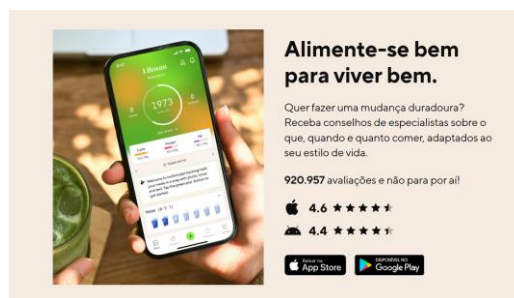 Lifesum
1973
Alimente-se bem
para viver bem.
Quer fazer uma mudança duradoura?
Receba conselhos de especialistas sobre o
que, quando e quanto comer, adaptados ao
seu estilo de vida.
920.957 avaliações e não para por aí!
4.6
4.4
App Store
DISPONÍVEL NO
Google Play